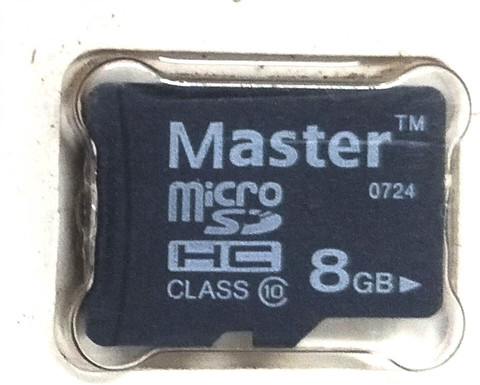 Master™
0724
micro
SD
HC
CLASS 10
8GB